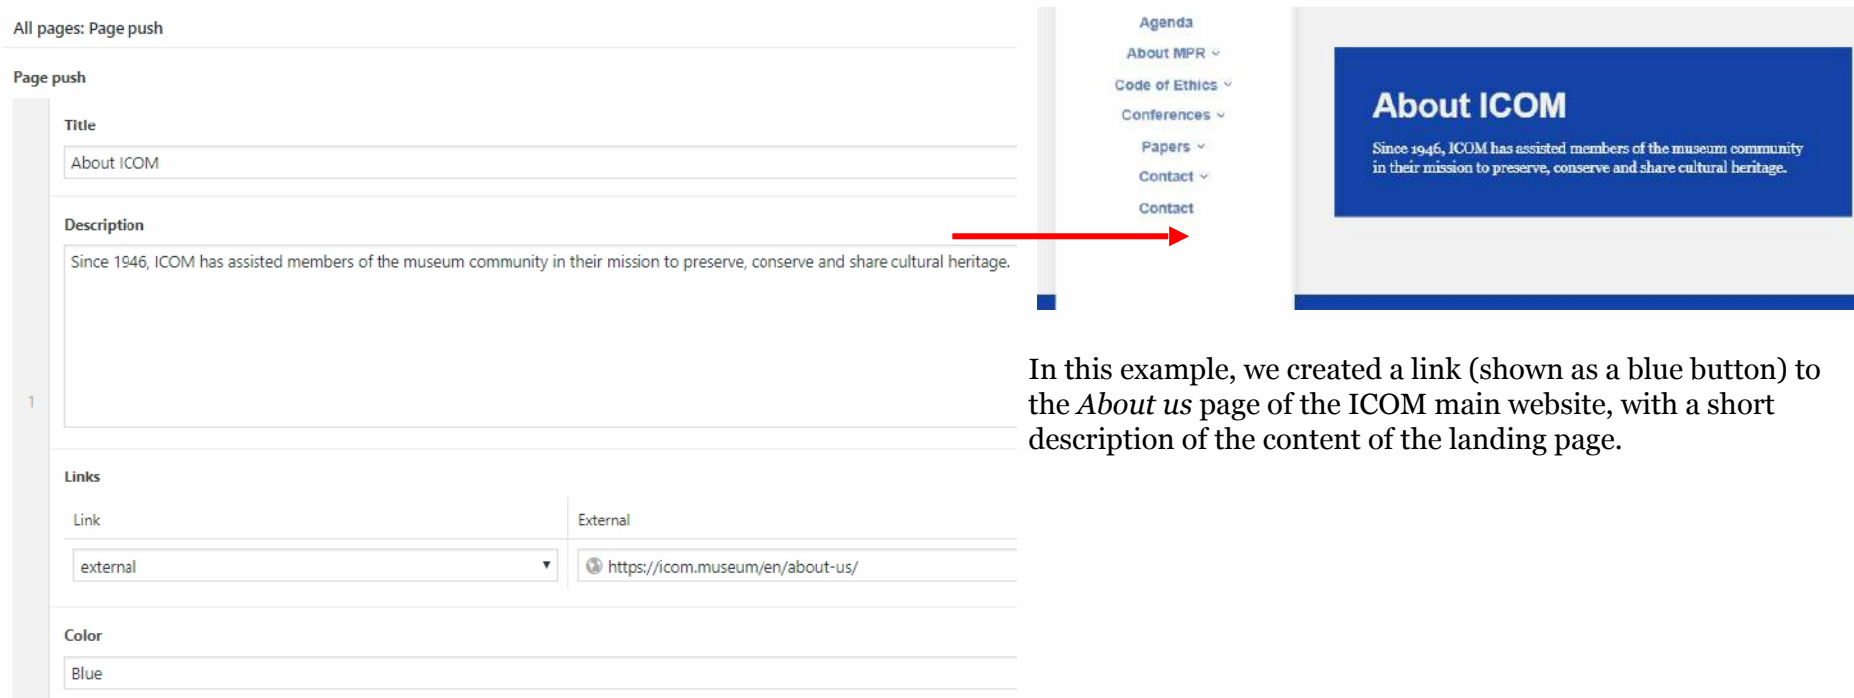 All pages: Page push
Page push
Title
About ICOM
Description
Since 1946, ICOM has assisted members of the museum community in their mission to preserve, conserve and share cultural heritage.
1
Links
Link
External
external
https://icom.museum/en/about-us/
Color
Blue
Agenda
About MPR
Code of Ethics
Conferences
Papers
Contact
Contact
About ICOM
Since 1946, ICOM has assisted members of the museum community
in their mission to preserve, conserve and share cultural heritage.
In this example, we created a link (shown as a blue button) to
the About us page of the ICOM main website, with a short
description of the content of the landing page.